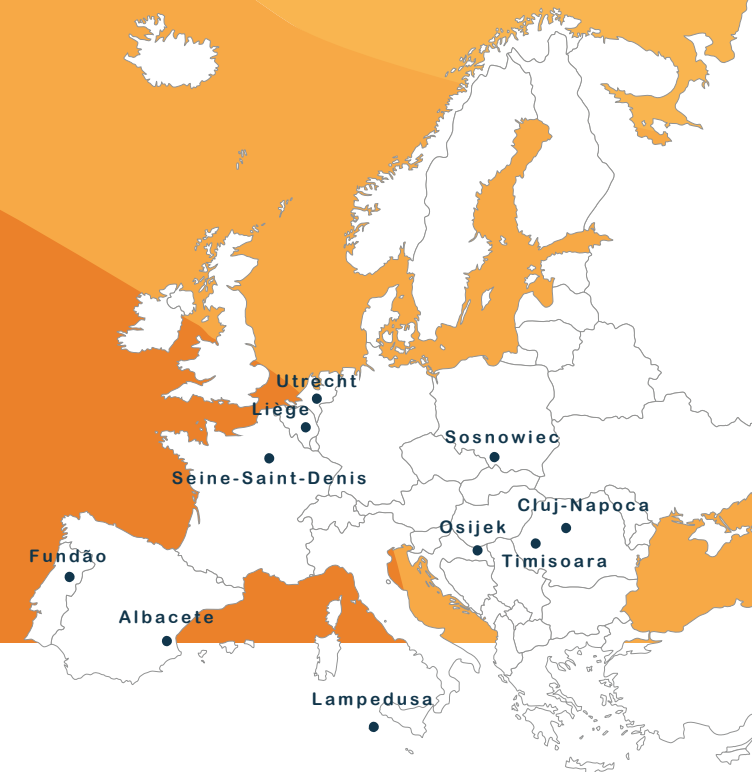 Utrecht
Liège
Sosnowiec
Seine-Saint-Denis
Cluj-Napoca
Osijek
Fundão
Timisoara
Albacete
Lampedusa